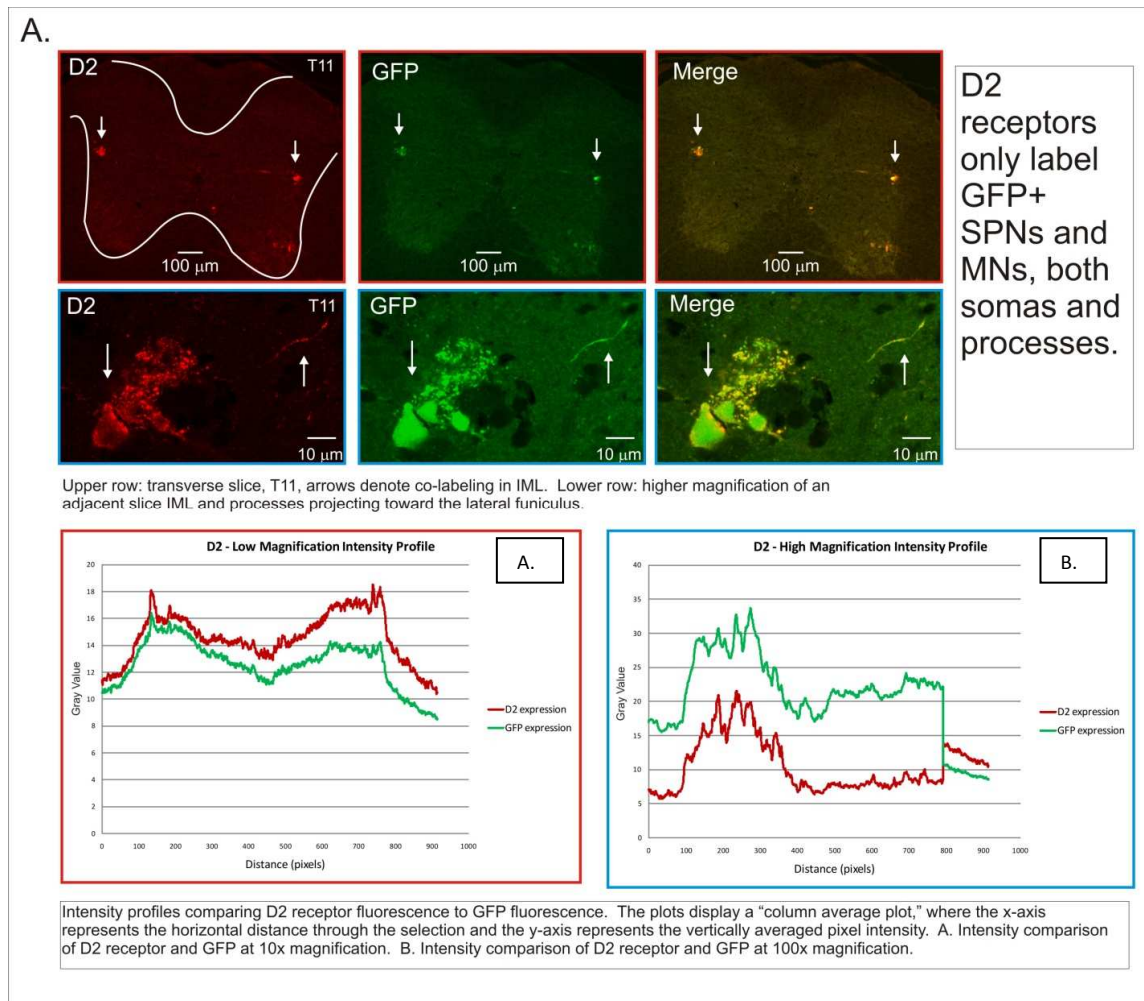 A.
D2
T11
100 µm
GFP
100 µm
Merge
100 µm
D2
T11
10 µm
GFP
10 µm
Merge
10 µm
D2
receptors
only label
GFP+
SPNs and
MNs, both
somas and
processes.
Upper row: transverse slice, T11, arrows denote co-labeling in IML. Lower row: higher magnification of an
adjacent slice IML and processes projecting toward the lateral funiculus.
D2 - Low Magnification Intensity Profile
A.
20
18
16
14
12
10
8
6
4
2
0
Gray Value
0 100 200 300 400 500 600 700 800 900 1000
Distance (pixels)
D2 expression
GFP expression
D2 - High Magnification Intensity Profile
B.
40
35
30
25
20
15
10
5
0
Gray Value
0 100 200 300 400 500 600 700 800 900 1000
Distance (pixels)
D2 expression
GFP expression
Intensity profiles comparing D2 receptor fluorescence to GFP fluorescence. The plots display a “column average plot,” where the x-axis
represents the horizontal distance through the selection and the y-axis represents the vertically averaged pixel intensity. A. Intensity comparison
of D2 receptor and GFP at 10x magnification. B. Intensity comparison of D2 receptor and GFP at 100x magnification.